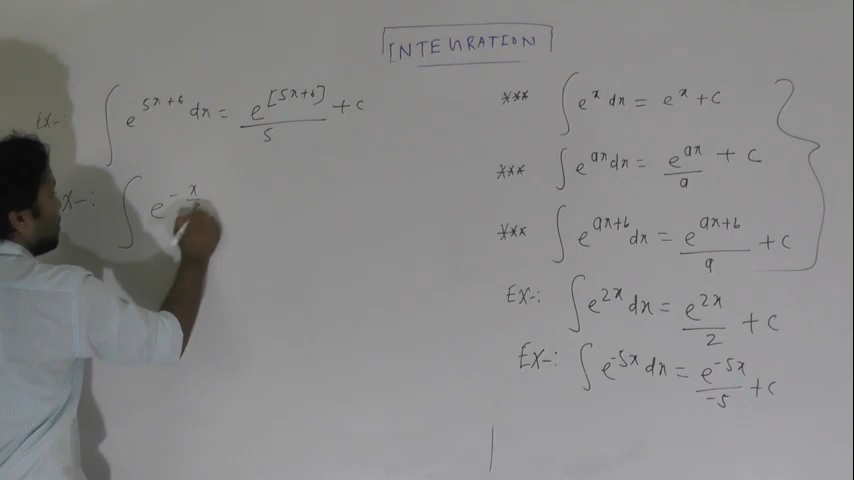 INTEGRATION
Ex-: ∫ e^{5x+6} dx = e^{[5x+6]}/5 + c
x-: ∫ e^{-x/
*** ∫ e^x dx = e^x + c
*** ∫ e^{ax} dx = e^{ax}/a + c
*** ∫ e^{ax+b} dx = e^{ax+b}/a + c
EX-: ∫ e^{2x} dx = e^{2x}/2 + c
EX-: ∫ e^{-5x} dx = e^{-5x}/-5 + c